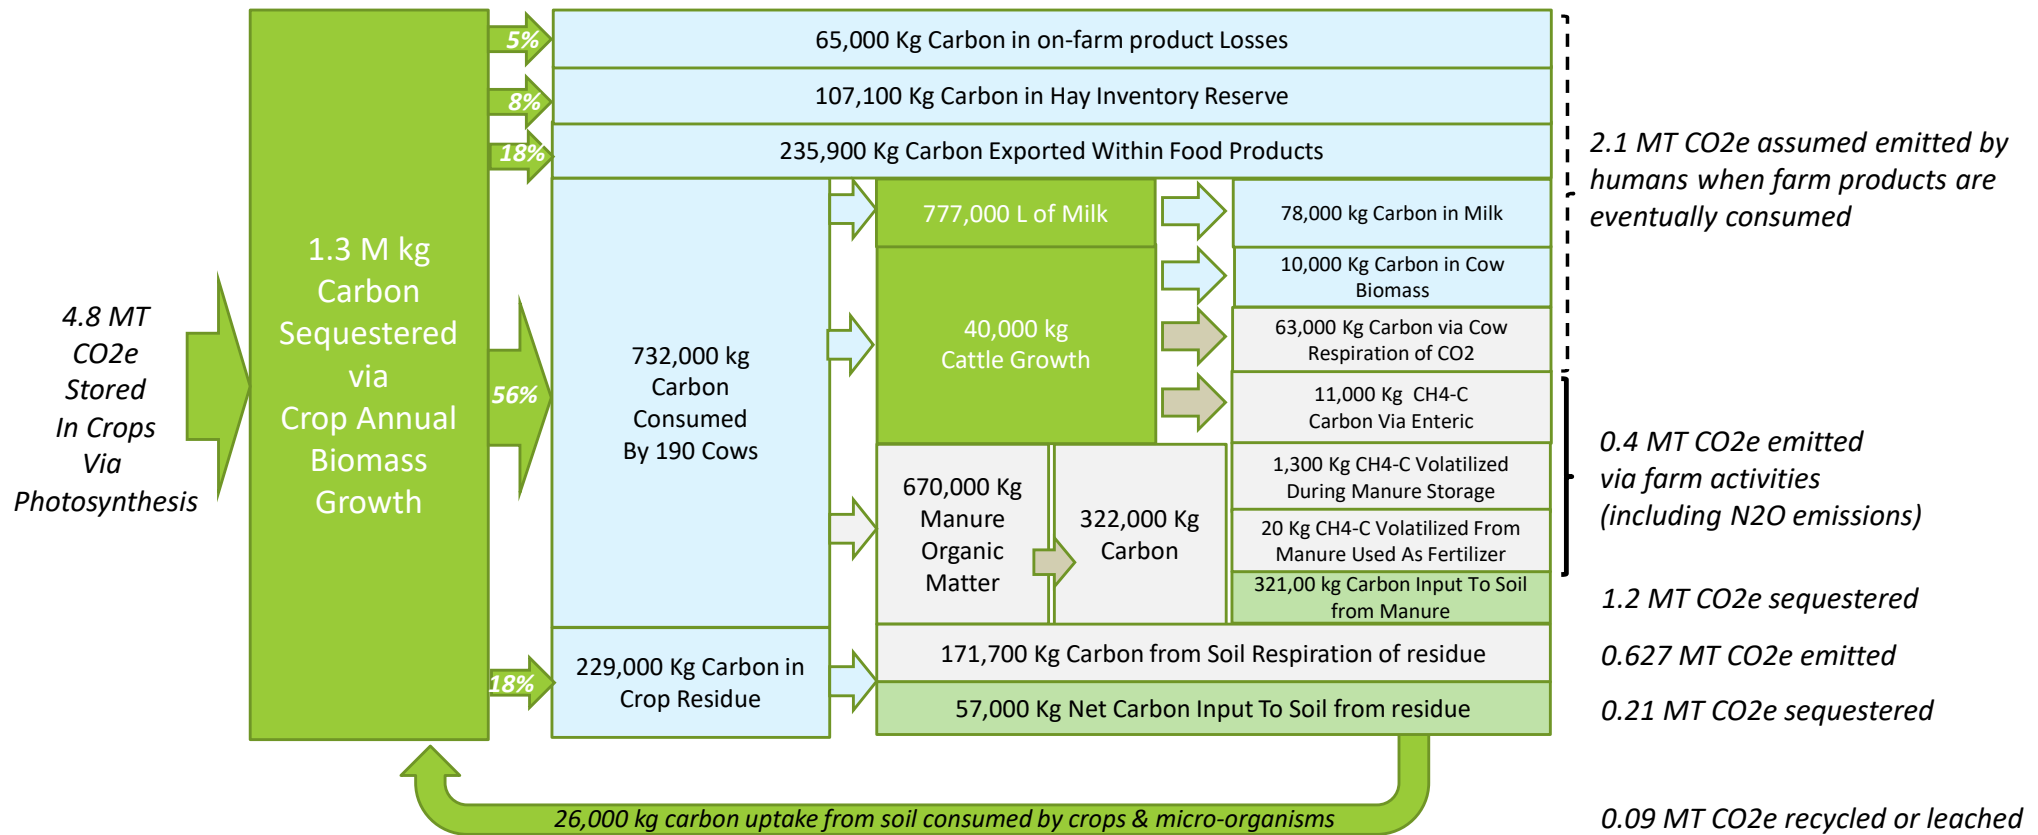 4.8 MT
CO2e
Stored
In Crops
Via
Photosynthesis
1.3 M kg
Carbon
Sequestered
via
Crop Annual
Biomass
Growth
5%
8%
18%
56%
18%
65,000 Kg Carbon in on-farm product Losses
107,100 Kg Carbon in Hay Inventory Reserve
235,900 Kg Carbon Exported Within Food Products
732,000 kg
Carbon
Consumed
By 190 Cows
229,000 Kg Carbon in
Crop Residue
777,000 L of Milk
40,000 kg
Cattle Growth
670,000 Kg
Manure
Organic
Matter
322,000 Kg
Carbon
78,000 kg Carbon in Milk
10,000 Kg Carbon in Cow
Biomass
63,000 Kg Carbon via Cow
Respiration of CO2
11,000 Kg  CH4-C
Carbon Via Enteric
1,300 Kg CH4-C Volatilized
During Manure Storage
20 Kg CH4-C Volatilized From
Manure Used As Fertilizer
321,00 kg Carbon Input To Soil
from Manure
171,700 Kg Carbon from Soil Respiration of residue
57,000 Kg Net Carbon Input To Soil from residue
26,000 kg carbon uptake from soil consumed by crops & micro-organisms
2.1 MT CO2e assumed emitted by
humans when farm products are
eventually consumed
0.4 MT CO2e emitted
via farm activities
(including N2O emissions)
1.2 MT CO2e sequestered
0.627 MT CO2e emitted
0.21 MT CO2e sequestered
0.09 MT CO2e recycled or leached